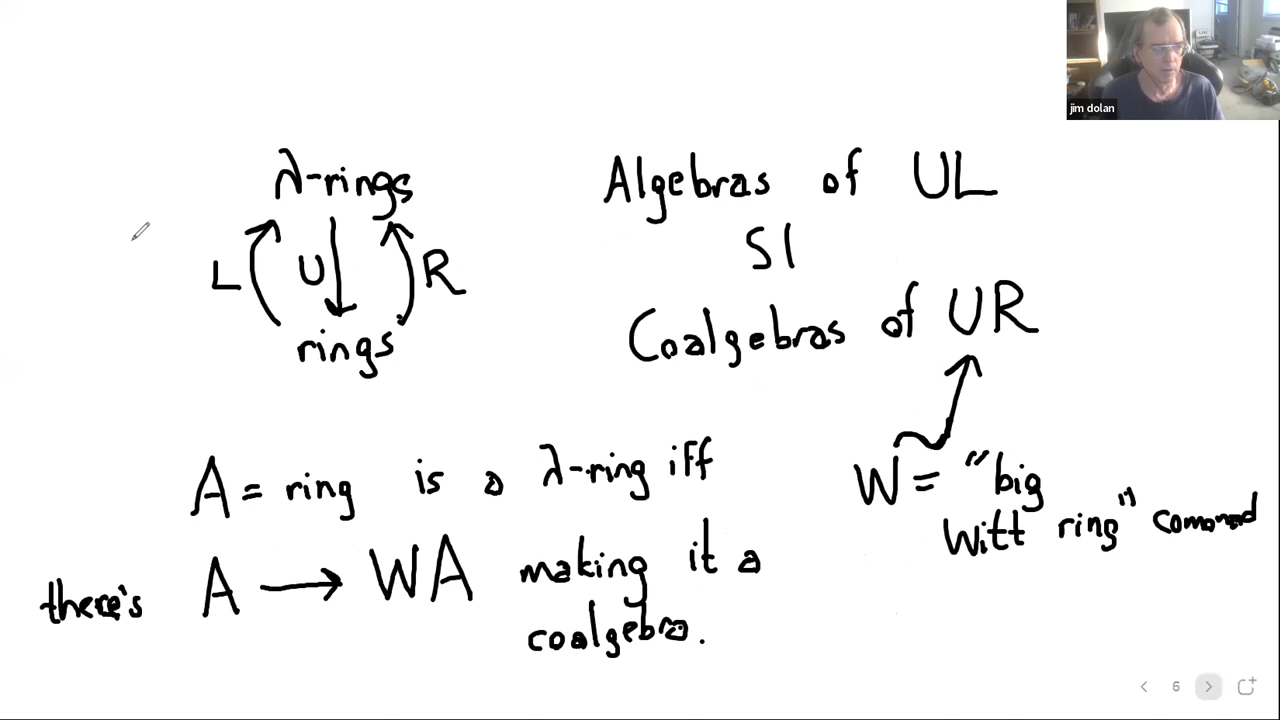 jim dolan
λ-rings
L U R
rings
Algebras of UL
SI
Coalgebras of UR
A = ring is a λ-ring iff
there's A → WA making it a
coalgebra.
W = "big
Witt ring" comonad
6